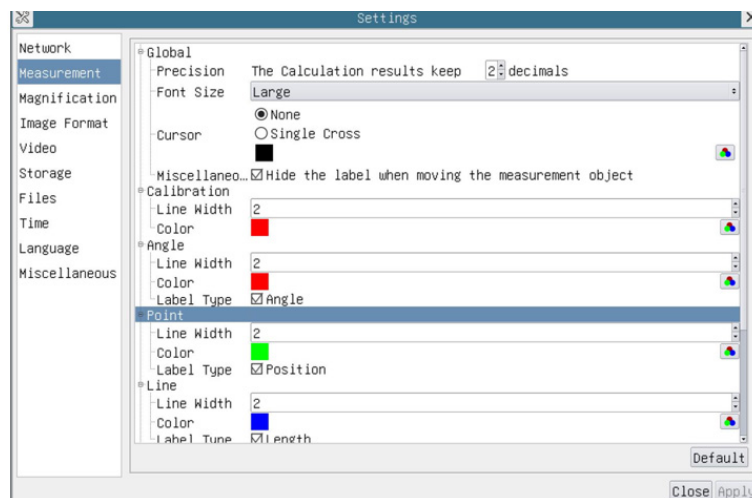 Settings
Network
Measurement
Magnification
Image Format
Video
Storage
Files
Time
Language
Miscellaneous
Global
Precision The Calculation results keep 2 decimals
Font Size Large
Cursor
None
Single Cross
Miscellaneo... Hide the label when moving the measurement object
Calibration
Line Width 2
Color
Angle
Line Width 2
Color
Label Type Angle
Point
Line Width 2
Color
Label Type Position
Line
Line Width 2
Color
Label Type Length
Default
Close Apply